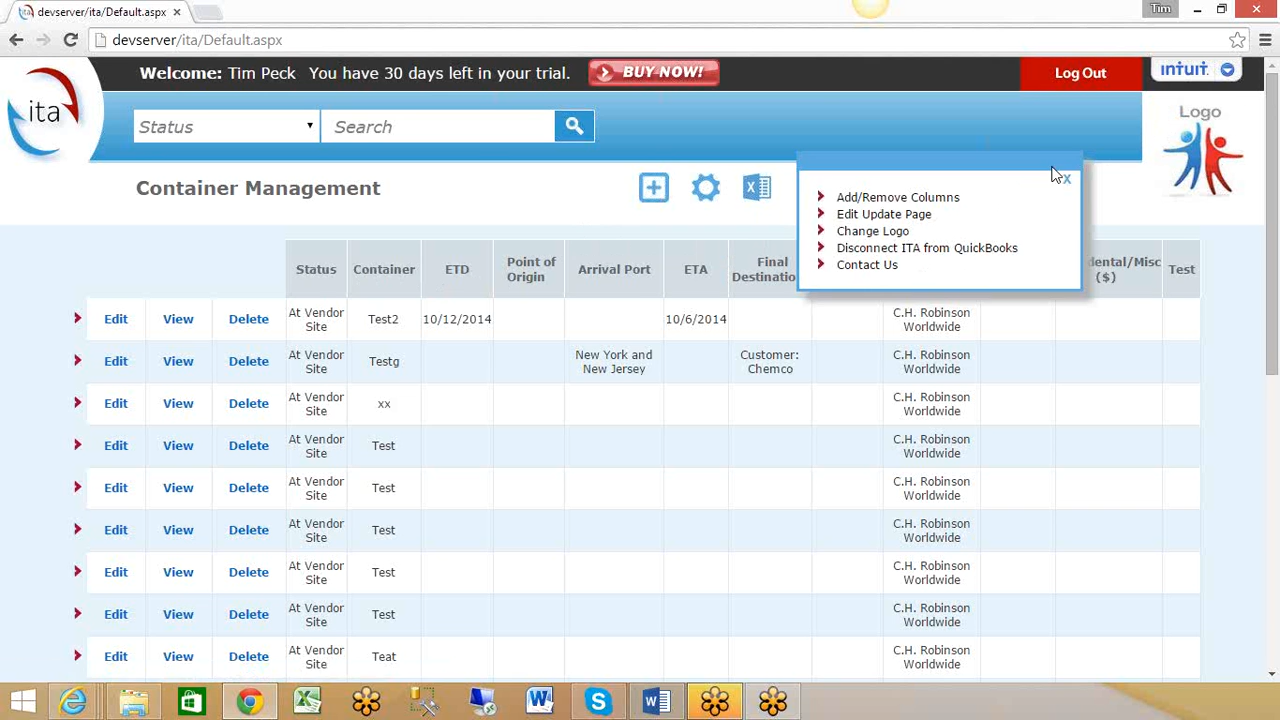 devserver/ita/Default.aspx
Tim
devserver/ita/Default.aspx
Welcome: Tim Peck You have 30 days left in your trial. BUY NOW! Log Out intuit
ita
Status Search
Logo
Container Management
x
Add/Remove Columns
Edit Update Page
Change Logo
Disconnect ITA from QuickBooks
Contact Us
Status Container ETD Point of Origin Arrival Port ETA Final Destination Test
($)
Edit View Delete At Vendor Site Test2 10/12/2014 10/6/2014 C.H. Robinson Worldwide
Edit View Delete At Vendor Site Testg New York and New Jersey Customer: Chemco C.H. Robinson Worldwide
Edit View Delete At Vendor Site xx C.H. Robinson Worldwide
Edit View Delete At Vendor Site Test C.H. Robinson Worldwide
Edit View Delete At Vendor Site Test C.H. Robinson Worldwide
Edit View Delete At Vendor Site Test C.H. Robinson Worldwide
Edit View Delete At Vendor Site Test C.H. Robinson Worldwide
Edit View Delete At Vendor Site Test C.H. Robinson Worldwide
Edit View Delete At Vendor Site Teat C.H. Robinson Worldwide